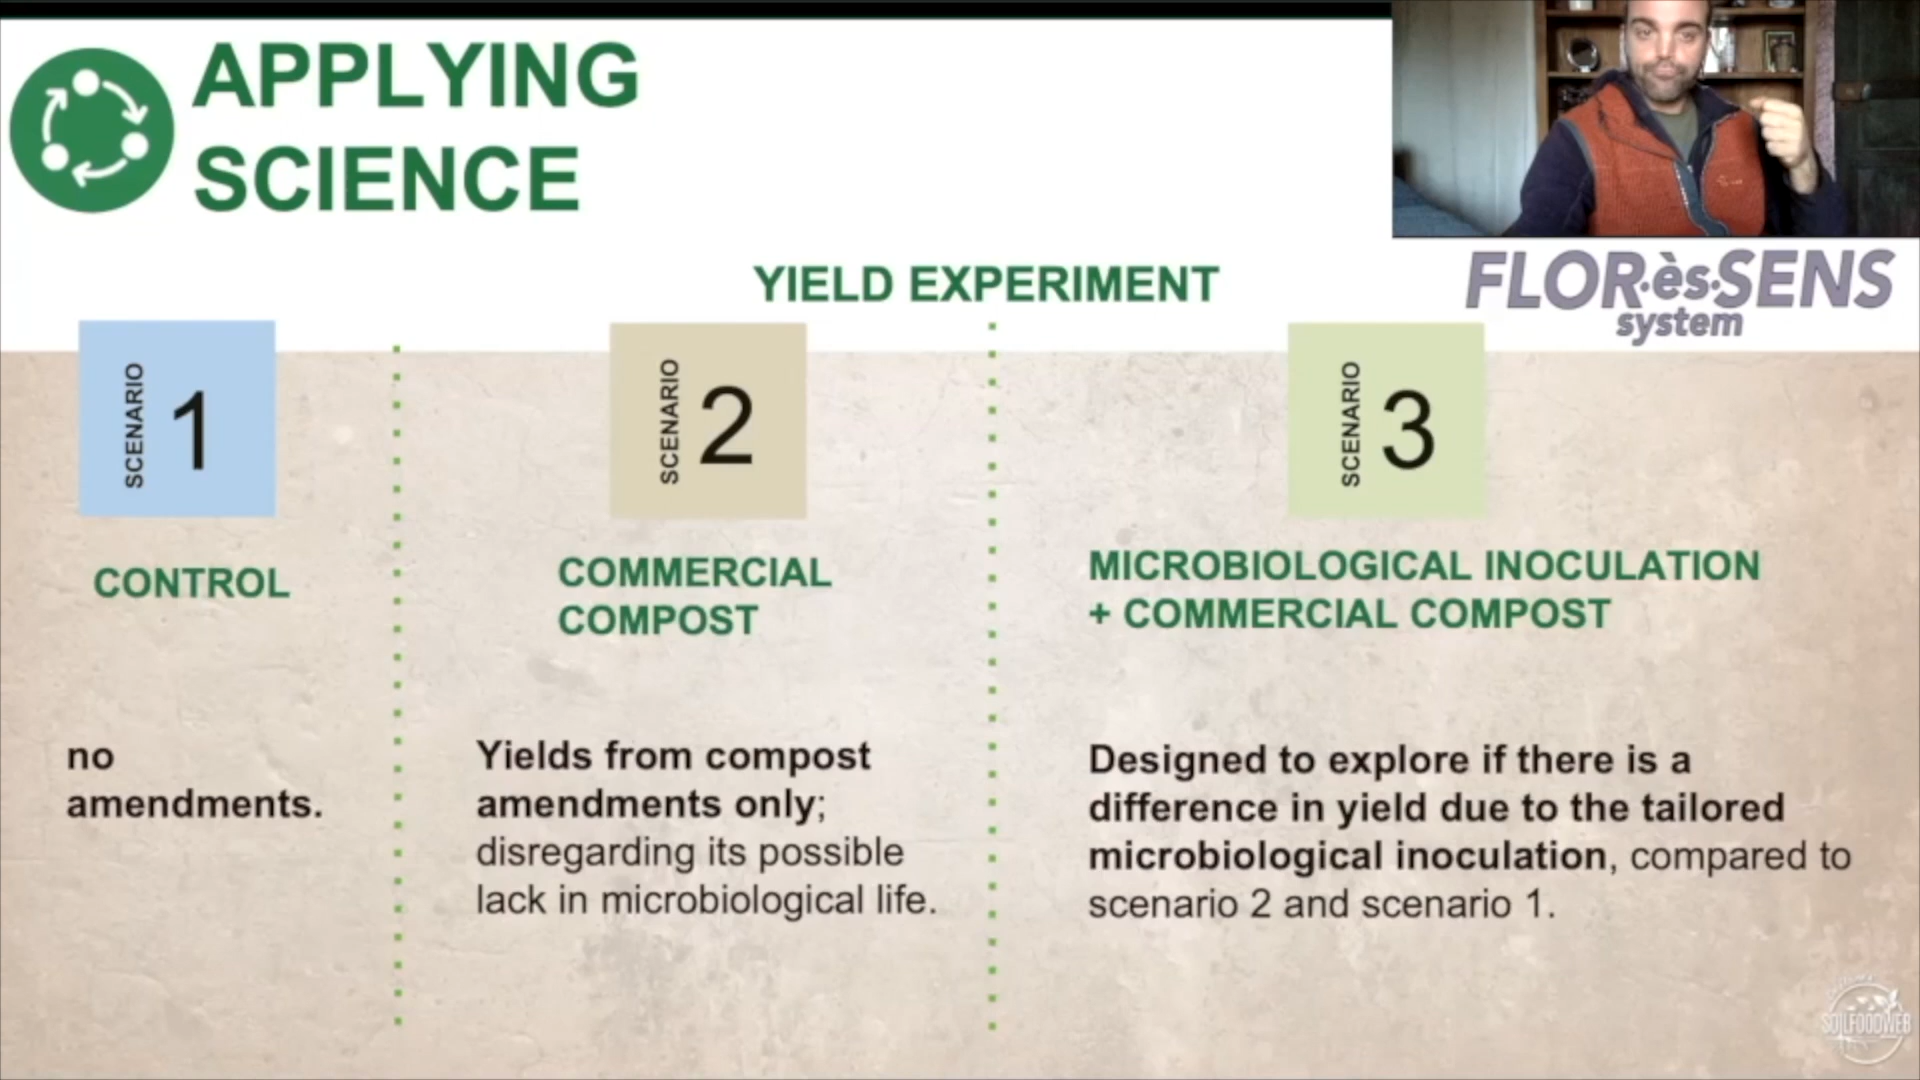 APPLYING
SCIENCE
YIELD EXPERIMENT
FLOR·ès·SENS
system
SCENARIO 1
CONTROL
no
amendments.
SCENARIO 2
COMMERCIAL
COMPOST
Yields from compost
amendments only;
disregarding its possible
lack in microbiological life.
SCENARIO 3
MICROBIOLOGICAL INOCULATION
+ COMMERCIAL COMPOST
Designed to explore if there is a
difference in yield due to the tailored
microbiological inoculation, compared to
scenario 2 and scenario 1.
SOILFOODWEB